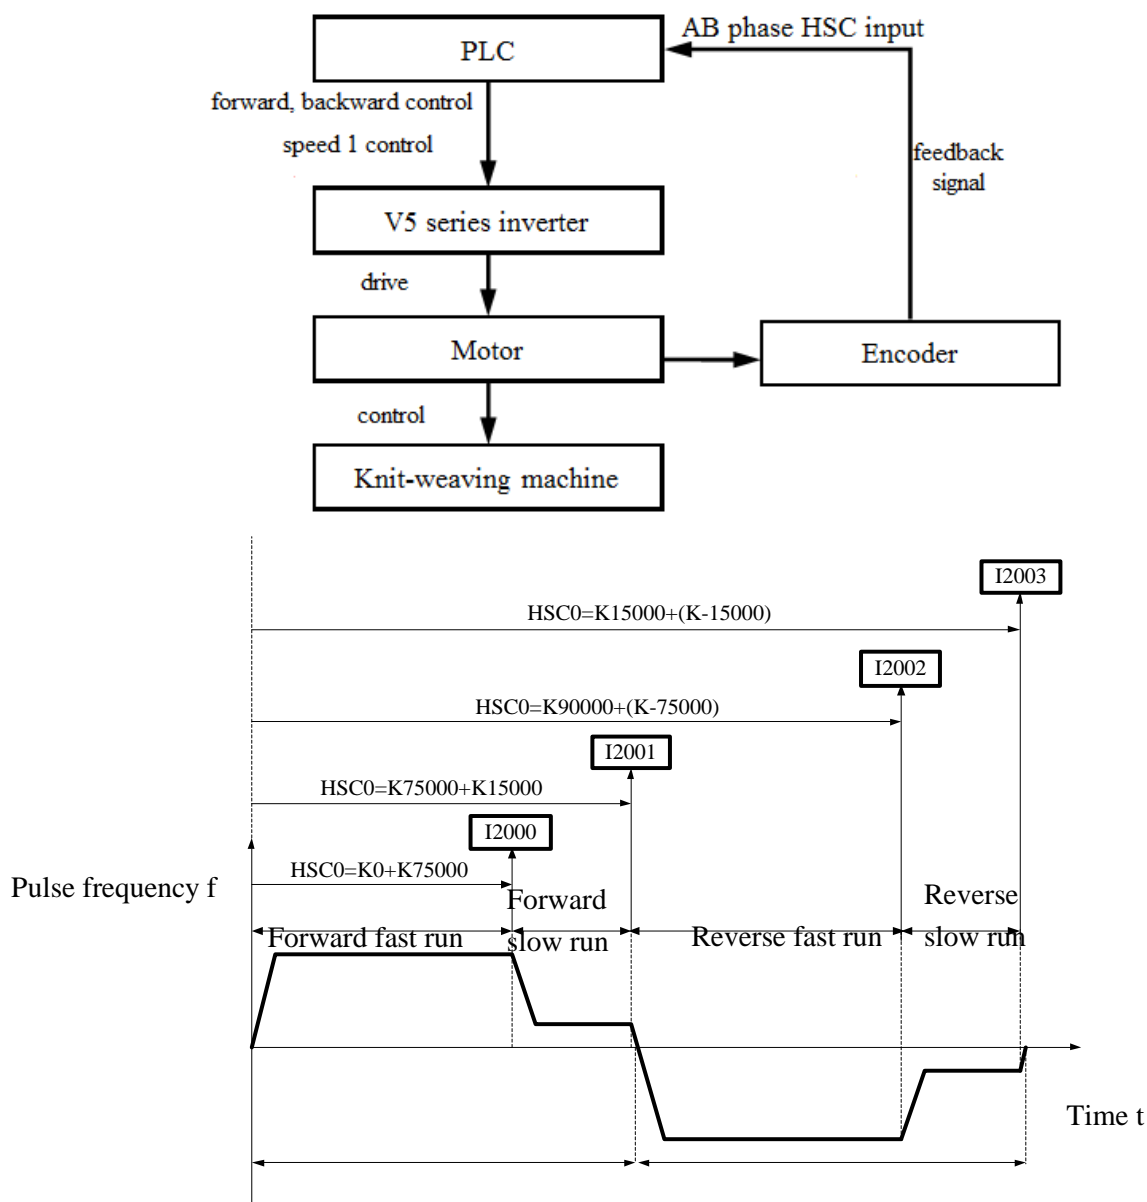 AB phase HSC input
PLC
forward, backward control
speed 1 control
feedback
signal
V5 series inverter
drive
Motor
Encoder
control
Knit-weaving machine
I2003
HSC0=K15000+(K-15000)
I2002
HSC0=K90000+(K-75000)
I2001
HSC0=K75000+K15000
I2000
HSC0=K0+K75000
Pulse frequency f
Forward fast run
Forward
slow run
Reverse fast run
Reverse
slow run
Time t